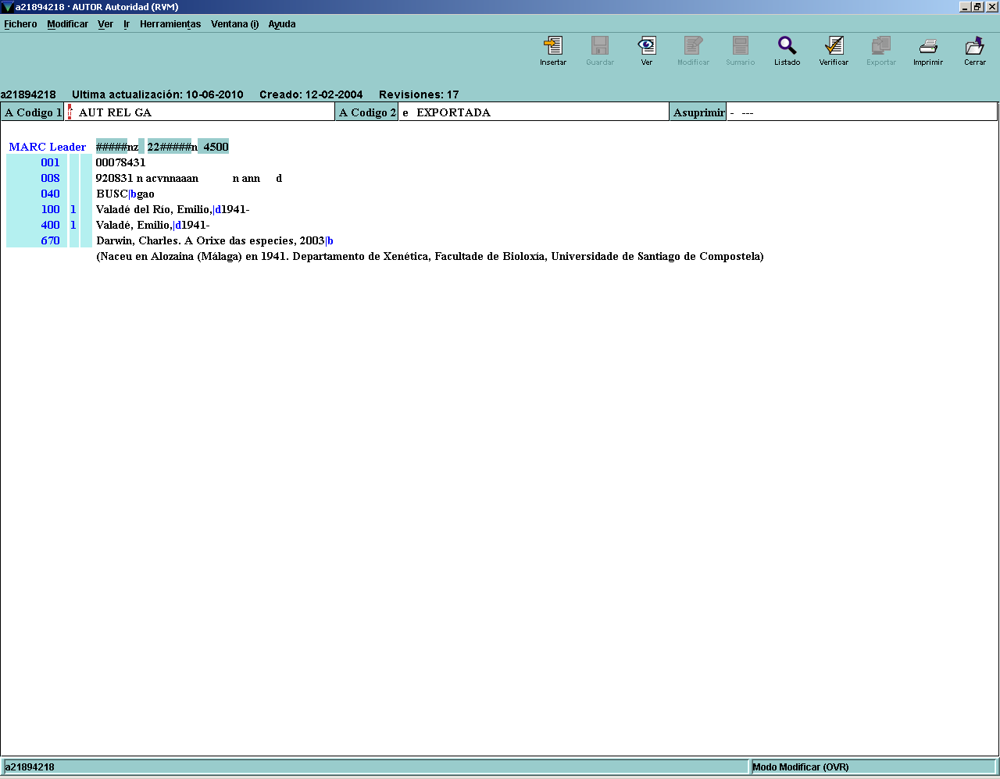 a21894218 · AUTOR Autoridad (RVM)
Fichero Modificar Ver Ir Herramientas Ventana (i) Ayuda
Insertar Guardar Ver Modificar Sumario Listado Verificar Exportar Imprimir Cerrar
a21894218 Ultima actualización: 10-06-2010 Creado: 12-02-2004 Revisiones: 17
A Codigo 1 AUT REL GA A Codigo 2 e EXPORTADA Asuprimir - ---
MARC Leader #####nz 22#####n 4500
001 00078431
008 920831 n acvnnaaan n ann d
040 BUSC|bgao
100 1 Valadé del Río, Emilio,|d1941-
400 1 Valadé, Emilio,|d1941-
670 Darwin, Charles. A Orixe das especies, 2003|b
(Naceu en Alozaina (Málaga) en 1941. Departamento de Xenética, Facultade de Bioloxía, Universidade de Santiago de Compostela)
a21894218 Modo Modificar (OVR)